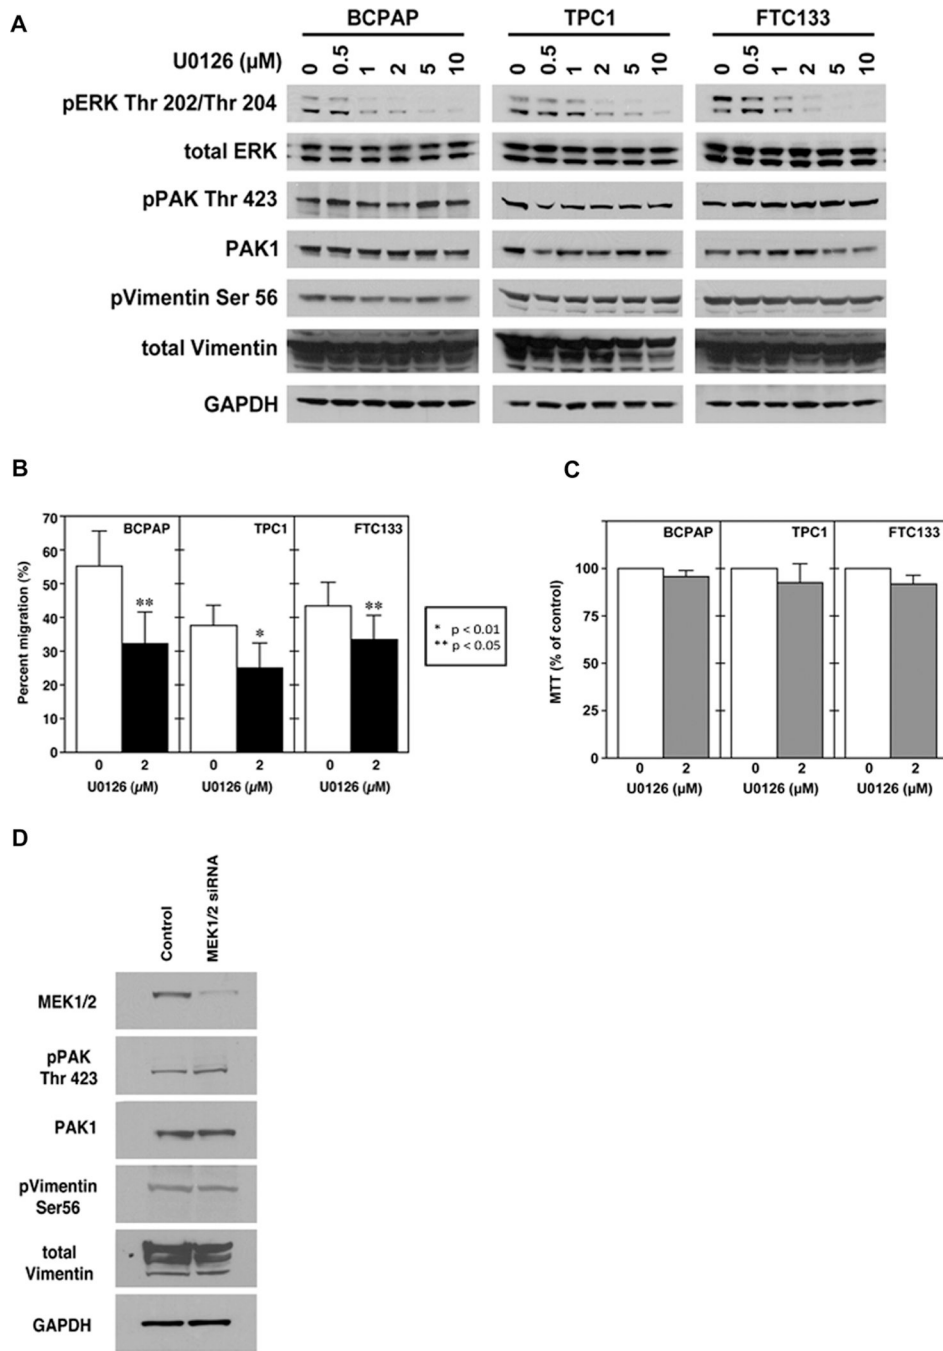 A
BCPAP TPC1 FTC133
U0126 (µM) 0 0.5 1 2 5 10 0 0.5 1 2 5 10 0 0.5 1 2 5 10
pERK Thr 202/Thr 204
total ERK
pPAK Thr 423
PAK1
pVimentin Ser 56
total Vimentin
GAPDH
B
Percent migration (%)
70
60
50
40
30
20
10
0
BCPAP TPC1 FTC133
** * **
0 2 0 2 0 2
U0126 (µM) U0126 (µM) U0126 (µM)
* p < 0.01
** p < 0.05
C
MTT (% of control)
100
75
50
25
0
BCPAP TPC1 FTC133
0 2 0 2 0 2
U0126 (µM) U0126 (µM) U0126 (µM)
D
Control
MEK1/2 siRNA
MEK1/2
pPAK
Thr 423
PAK1
pVimentin
Ser56
total
Vimentin
GAPDH